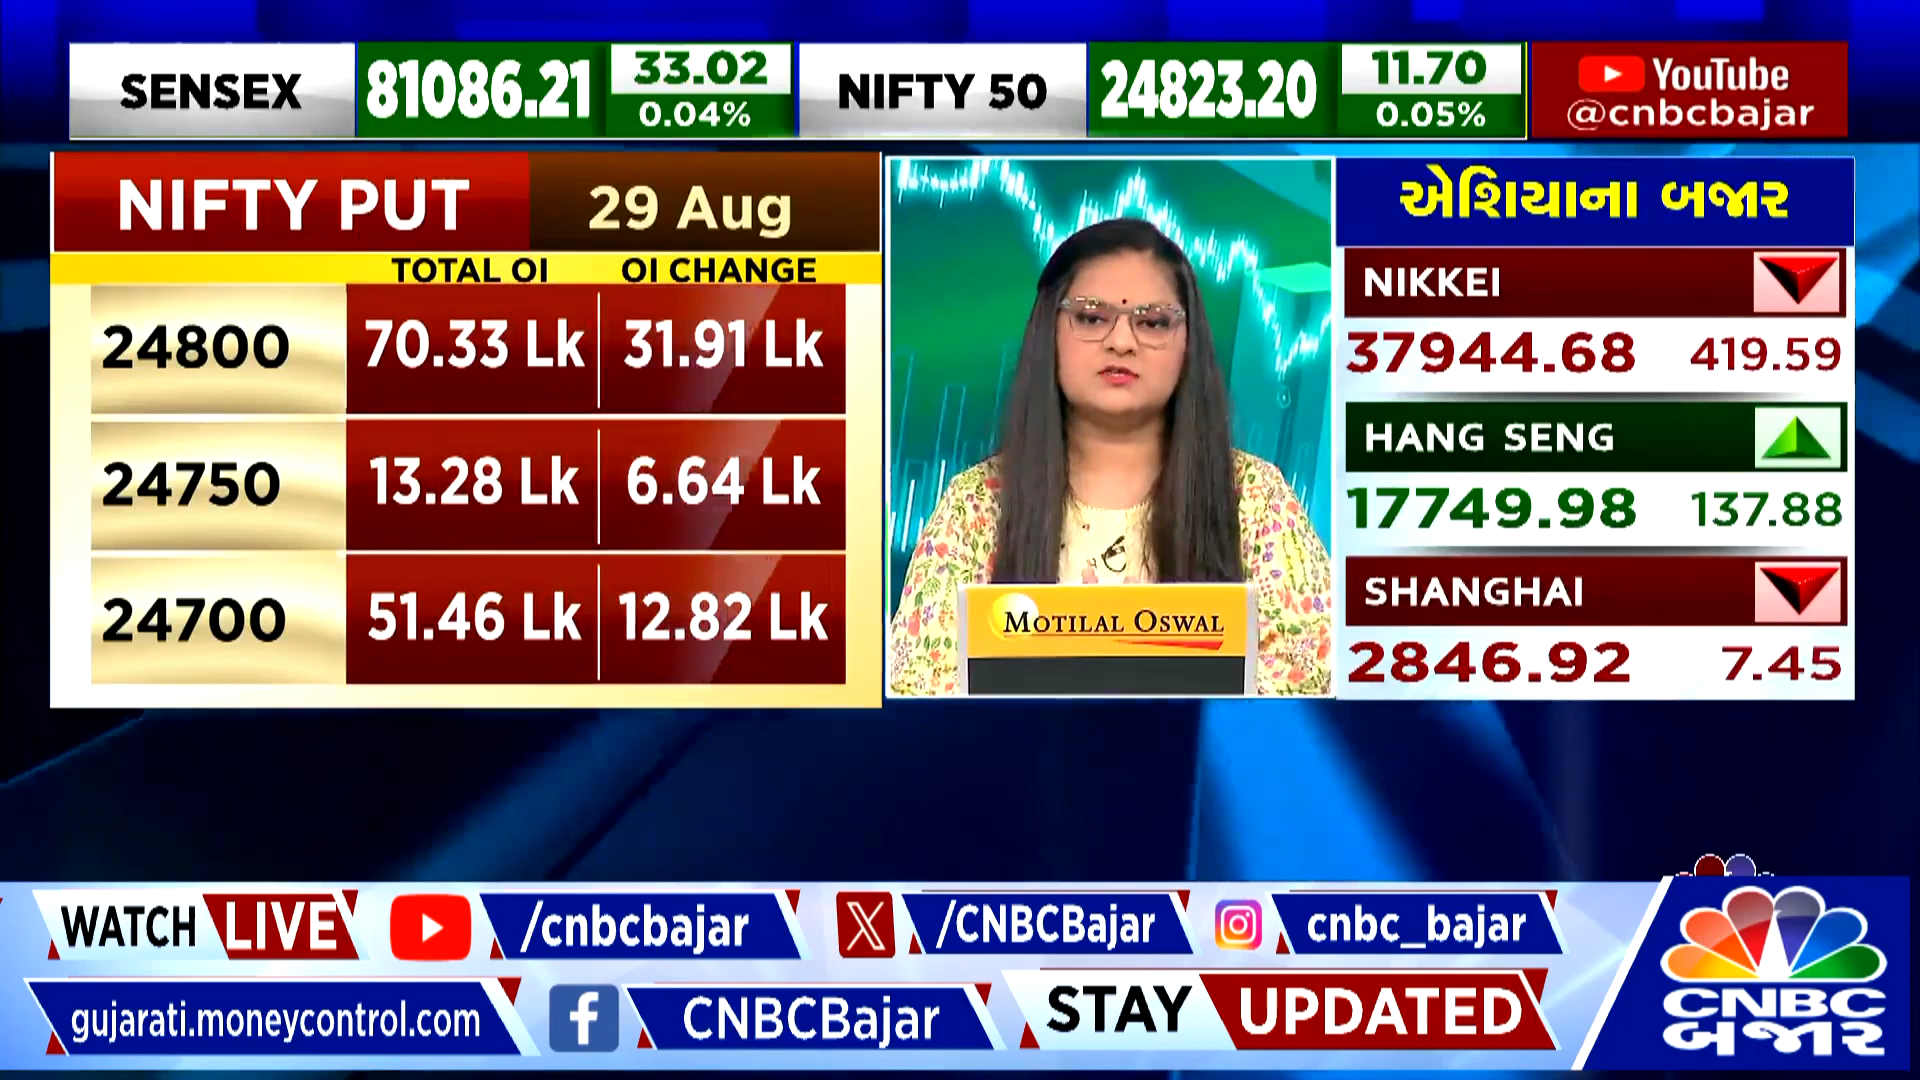 SENSEX 81086.21 33.02 0.04% NIFTY 50 24823.20 11.70 0.05% YouTube @cnbcbajar
NIFTY PUT 29 Aug
TOTAL OI OI CHANGE
24800 70.33 Lk 31.91 Lk
24750 13.28 Lk 6.64 Lk
24700 51.46 Lk 12.82 Lk
MOTILAL OSWAL
એશિયાના બજાર
NIKKEI
37944.68 419.59
HANG SENG
17749.98 137.88
SHANGHAI
2846.92 7.45
WATCH LIVE /cnbcbajar X /CNBCBajar cnbc_bajar
gujarati.moneycontrol.com f CNBCBajar STAY UPDATED
CNBC
બજાર